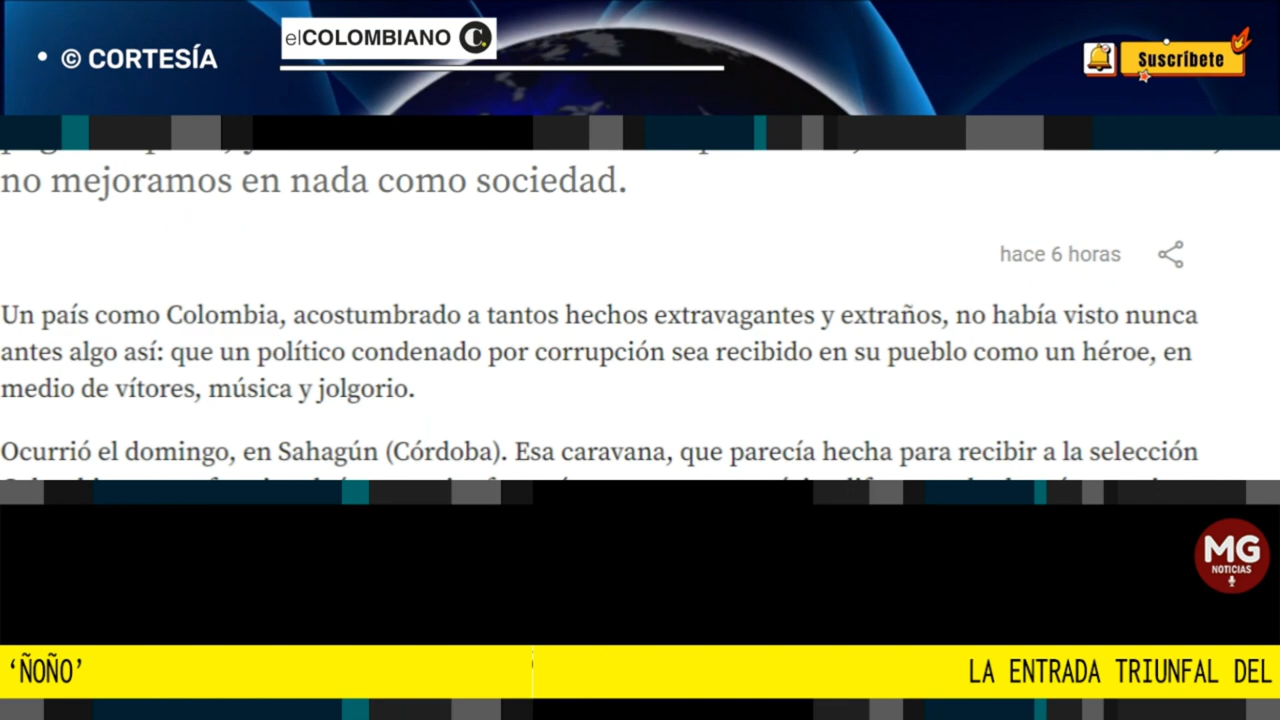 • © CORTESÍA
elCOLOMBIANO C.
Suscríbete
no mejoramos en nada como sociedad.
hace 6 horas
Un país como Colombia, acostumbrado a tantos hechos extravagantes y extraños, no había visto nunca
antes algo así: que un político condenado por corrupción sea recibido en su pueblo como un héroe, en
medio de vítores, música y jolgorio.
Ocurrió el domingo, en Sahagún (Córdoba). Esa caravana, que parecía hecha para recibir a la selección
MG
NOTICIAS
‘ÑOÑO’
LA ENTRADA TRIUNFAL DEL